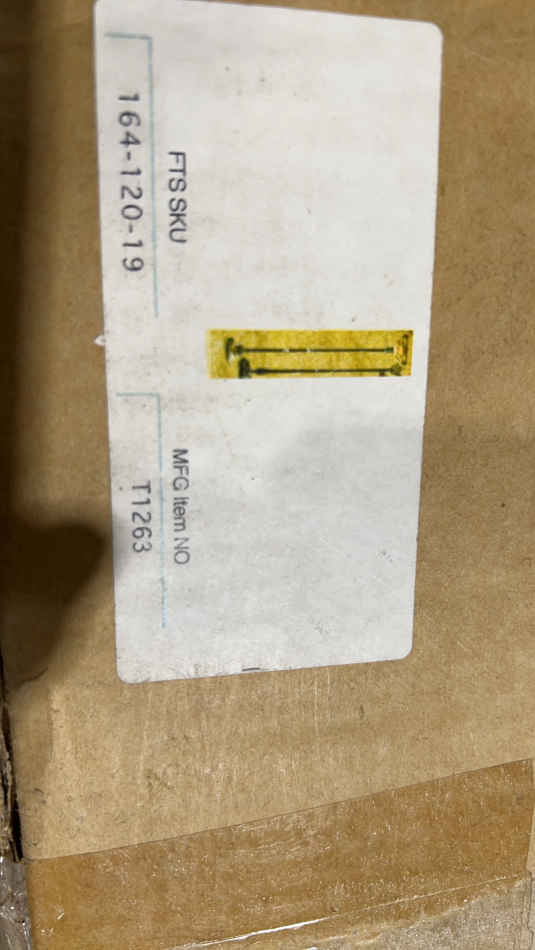 FTS SKU
164-120-19
MFG Item NO
T1263